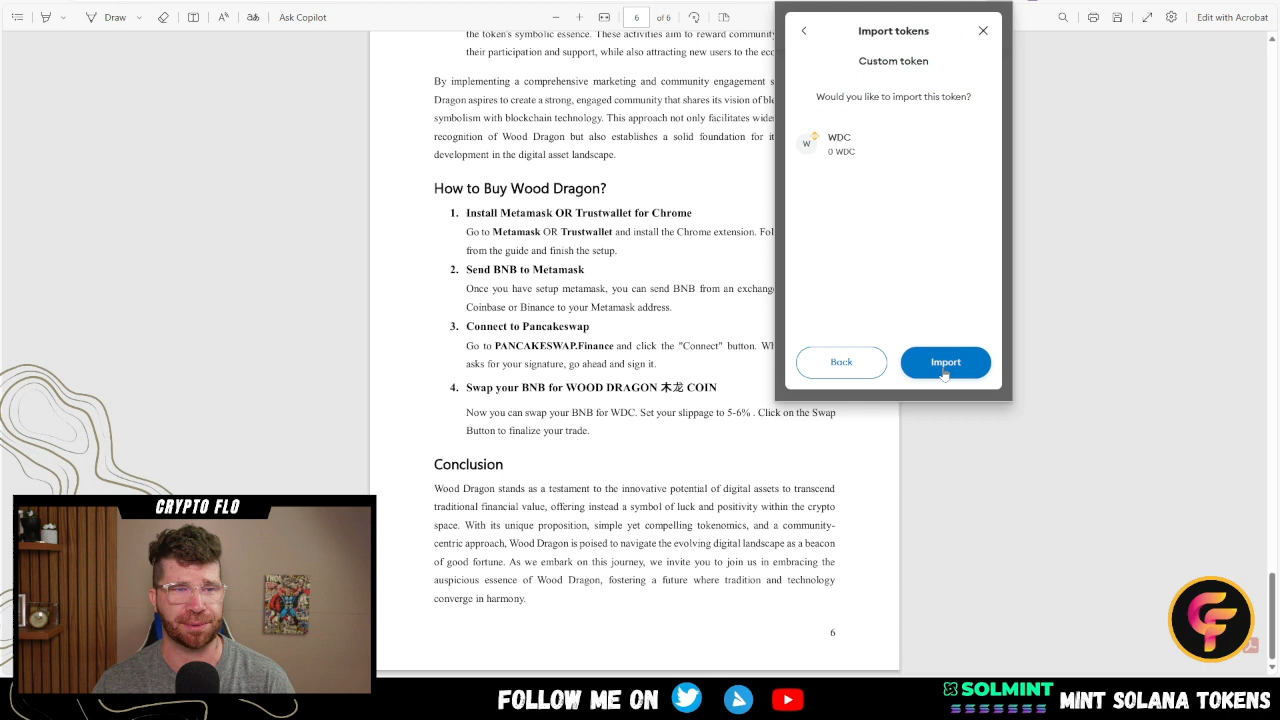 Draw
Ask Copilot
6
of 6
Edit with Acrobat
the token's symbolic essence. These activities aim to reward community
their participation and support, while also attracting new users to the
By implementing a comprehensive marketing and community engagement
Dragon aspires to create a strong, engaged community that shares its vision of
symbolism with blockchain technology. This approach not only facilitates
recognition of Wood Dragon but also establishes a solid foundation for
development in the digital asset landscape.
How to Buy Wood Dragon?
1. Install Metamask OR Trustwallet for Chrome
Go to Metamask OR Trustwallet and install the Chrome extension.
from the guide and finish the setup.
2. Send BNB to Metamask
Once you have setup metamask, you can send BNB from an exchange
Coinbase or Binance to your Metamask address.
3. Connect to Pancakeswap
Go to PANCAKESWAP.Finance and click the "Connect" button.
asks for your signature, go ahead and sign it.
4. Swap your BNB for WOOD DRAGON 木龙 COIN
Now you can swap your BNB for WDC. Set your slippage to 5-6% . Click on the Swap
Button to finalize your trade.
Conclusion
Wood Dragon stands as a testament to the innovative potential of digital assets to transcend
traditional financial value, offering instead a symbol of luck and positivity within the crypto
space. With its unique proposition, simple yet compelling tokenomics, and a community-
centric approach, Wood Dragon is poised to navigate the evolving digital landscape as a beacon
of good fortune. As we embark on this journey, we invite you to join us in embracing the
auspicious essence of Wood Dragon, fostering a future where tradition and technology
converge in harmony.
6
Import tokens
Custom token
Would you like to import this token?
W
WDC
0 WDC
Back
Import
CRYPTO FLO
FOLLOW ME ON
SOLMINT
MINT SOLANA TOKENS